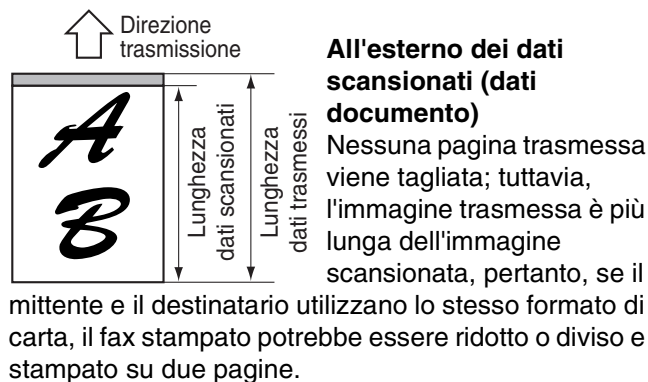 Direzione
trasmissione
A
B
Lunghezza
dati scansionati
Lunghezza
dati trasmessi
All'esterno dei dati
scansionati (dati
documento)
Nessuna pagina trasmessa
viene tagliata; tuttavia,
l'immagine trasmessa è più
lunga dell'immagine
scansionata, pertanto, se il
mittente e il destinatario utilizzano lo stesso formato di
carta, il fax stampato potrebbe essere ridotto o diviso e
stampato su due pagine.